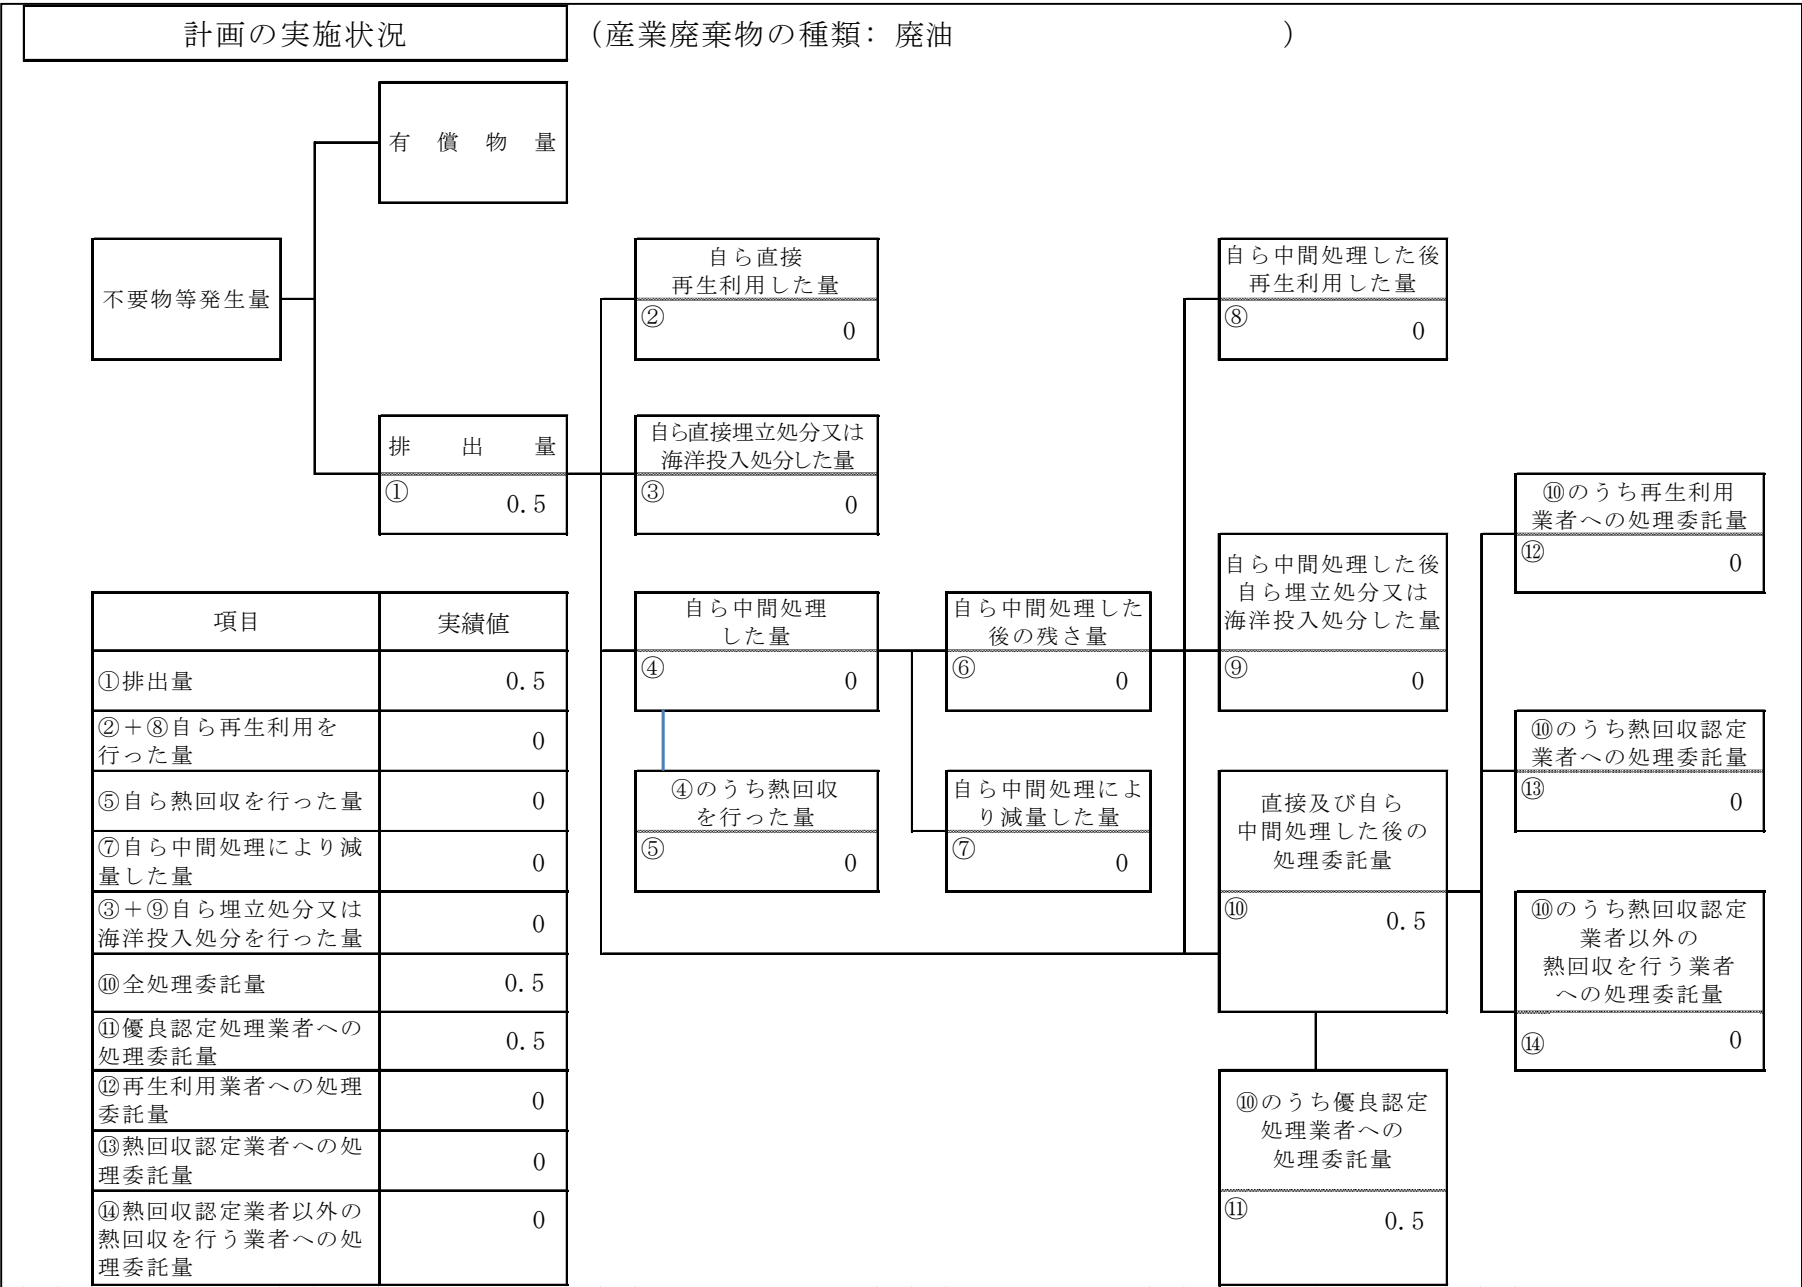 計画の実施状況
（産業廃棄物の種類：廃油　　　　　　　　　　）
有償物量
不要物等発生量
排出量
①
0.5
自ら直接
再生利用した量
②
0
自ら直接埋立処分又は
海洋投入処分した量
③
0
自ら中間処理
した量
④
0
④のうち熱回収
を行った量
⑤
0
自ら中間処理した
後の残さ量
⑥
0
自ら中間処理によ
り減量した量
⑦
0
自ら中間処理した後
再生利用した量
⑧
0
自ら中間処理した後
自ら埋立処分又は
海洋投入処分した量
⑨
0
直接及び自ら
中間処理した後の
処理委託量
⑩
0.5
⑩のうち優良認定
処理業者への
処理委託量
⑪
0.5
⑩のうち再生利用
業者への処理委託量
⑫
0
⑩のうち熱回収認定
業者への処理委託量
⑬
0
⑩のうち熱回収認定
業者以外の
熱回収を行う業者
への処理委託量
⑭
0
項目　実績値
①排出量　0.5
②＋⑧自ら再生利用を
行った量　0
⑤自ら熱回収を行った量　0
⑦自ら中間処理により減
量した量　0
③＋⑨自ら埋立処分又は
海洋投入処分を行った量　0
⑩全処理委託量　0.5
⑪優良認定処理業者への
処理委託量　0.5
⑫再生利用業者への処理
委託量　0
⑬熱回収認定業者への処
理委託量　0
⑭熱回収認定業者以外の
熱回収を行う業者への処
理委託量　0